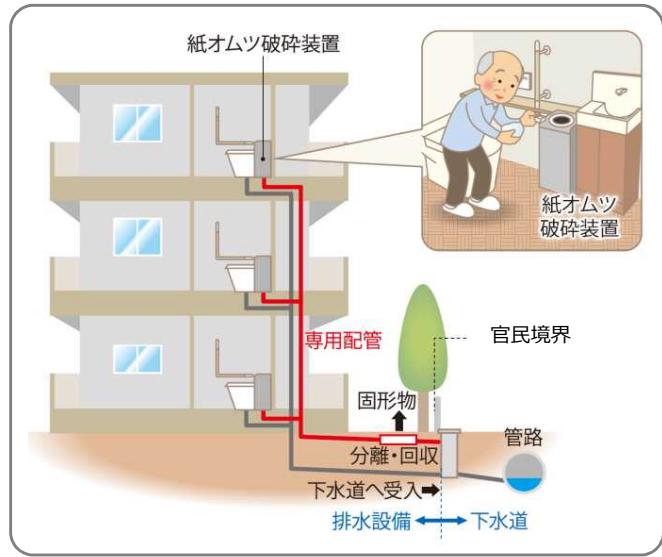 紙オムツ破砕装置
紙オムツ
破砕装置
専用配管
官民境界
固形物
分離・回収
管路
下水道へ受入
排水設備
下水道